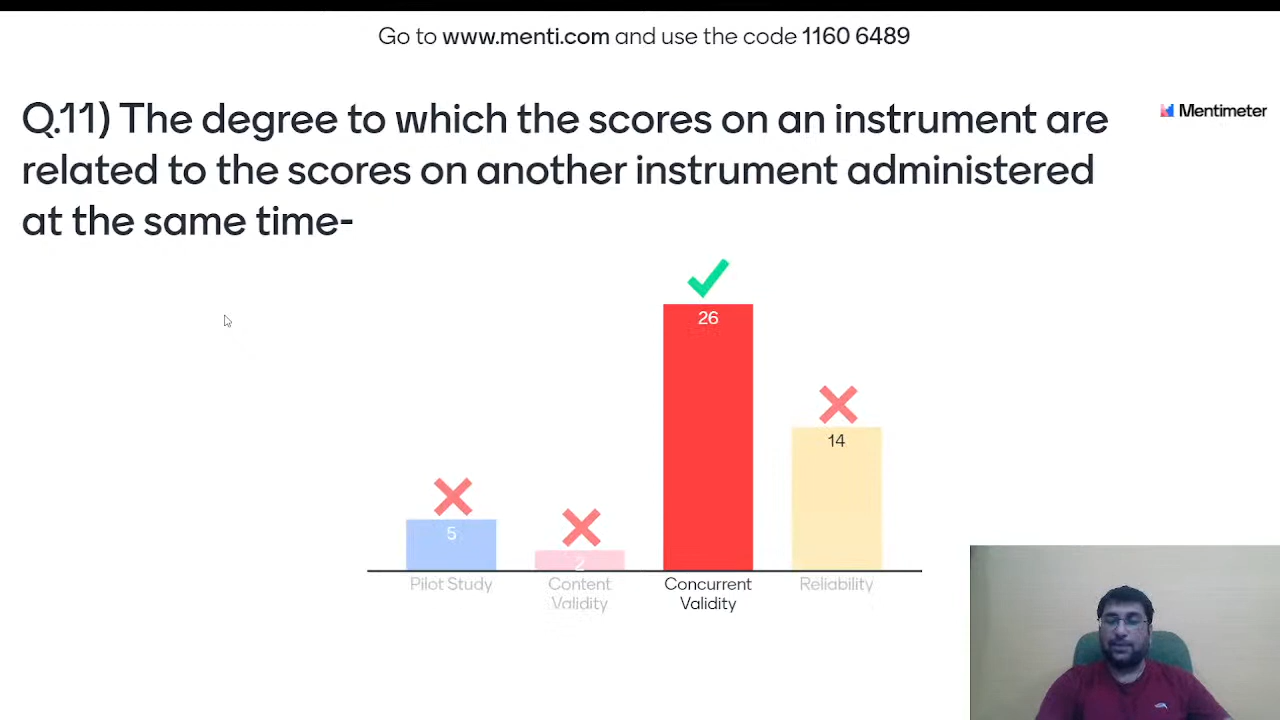 Go to www.menti.com and use the code 1160 6489
Q.11) The degree to which the scores on an instrument are
related to the scores on another instrument administered
at the same time-
Mentimeter
26
14
5
2
Pilot Study
Content
Validity
Concurrent
Validity
Reliability